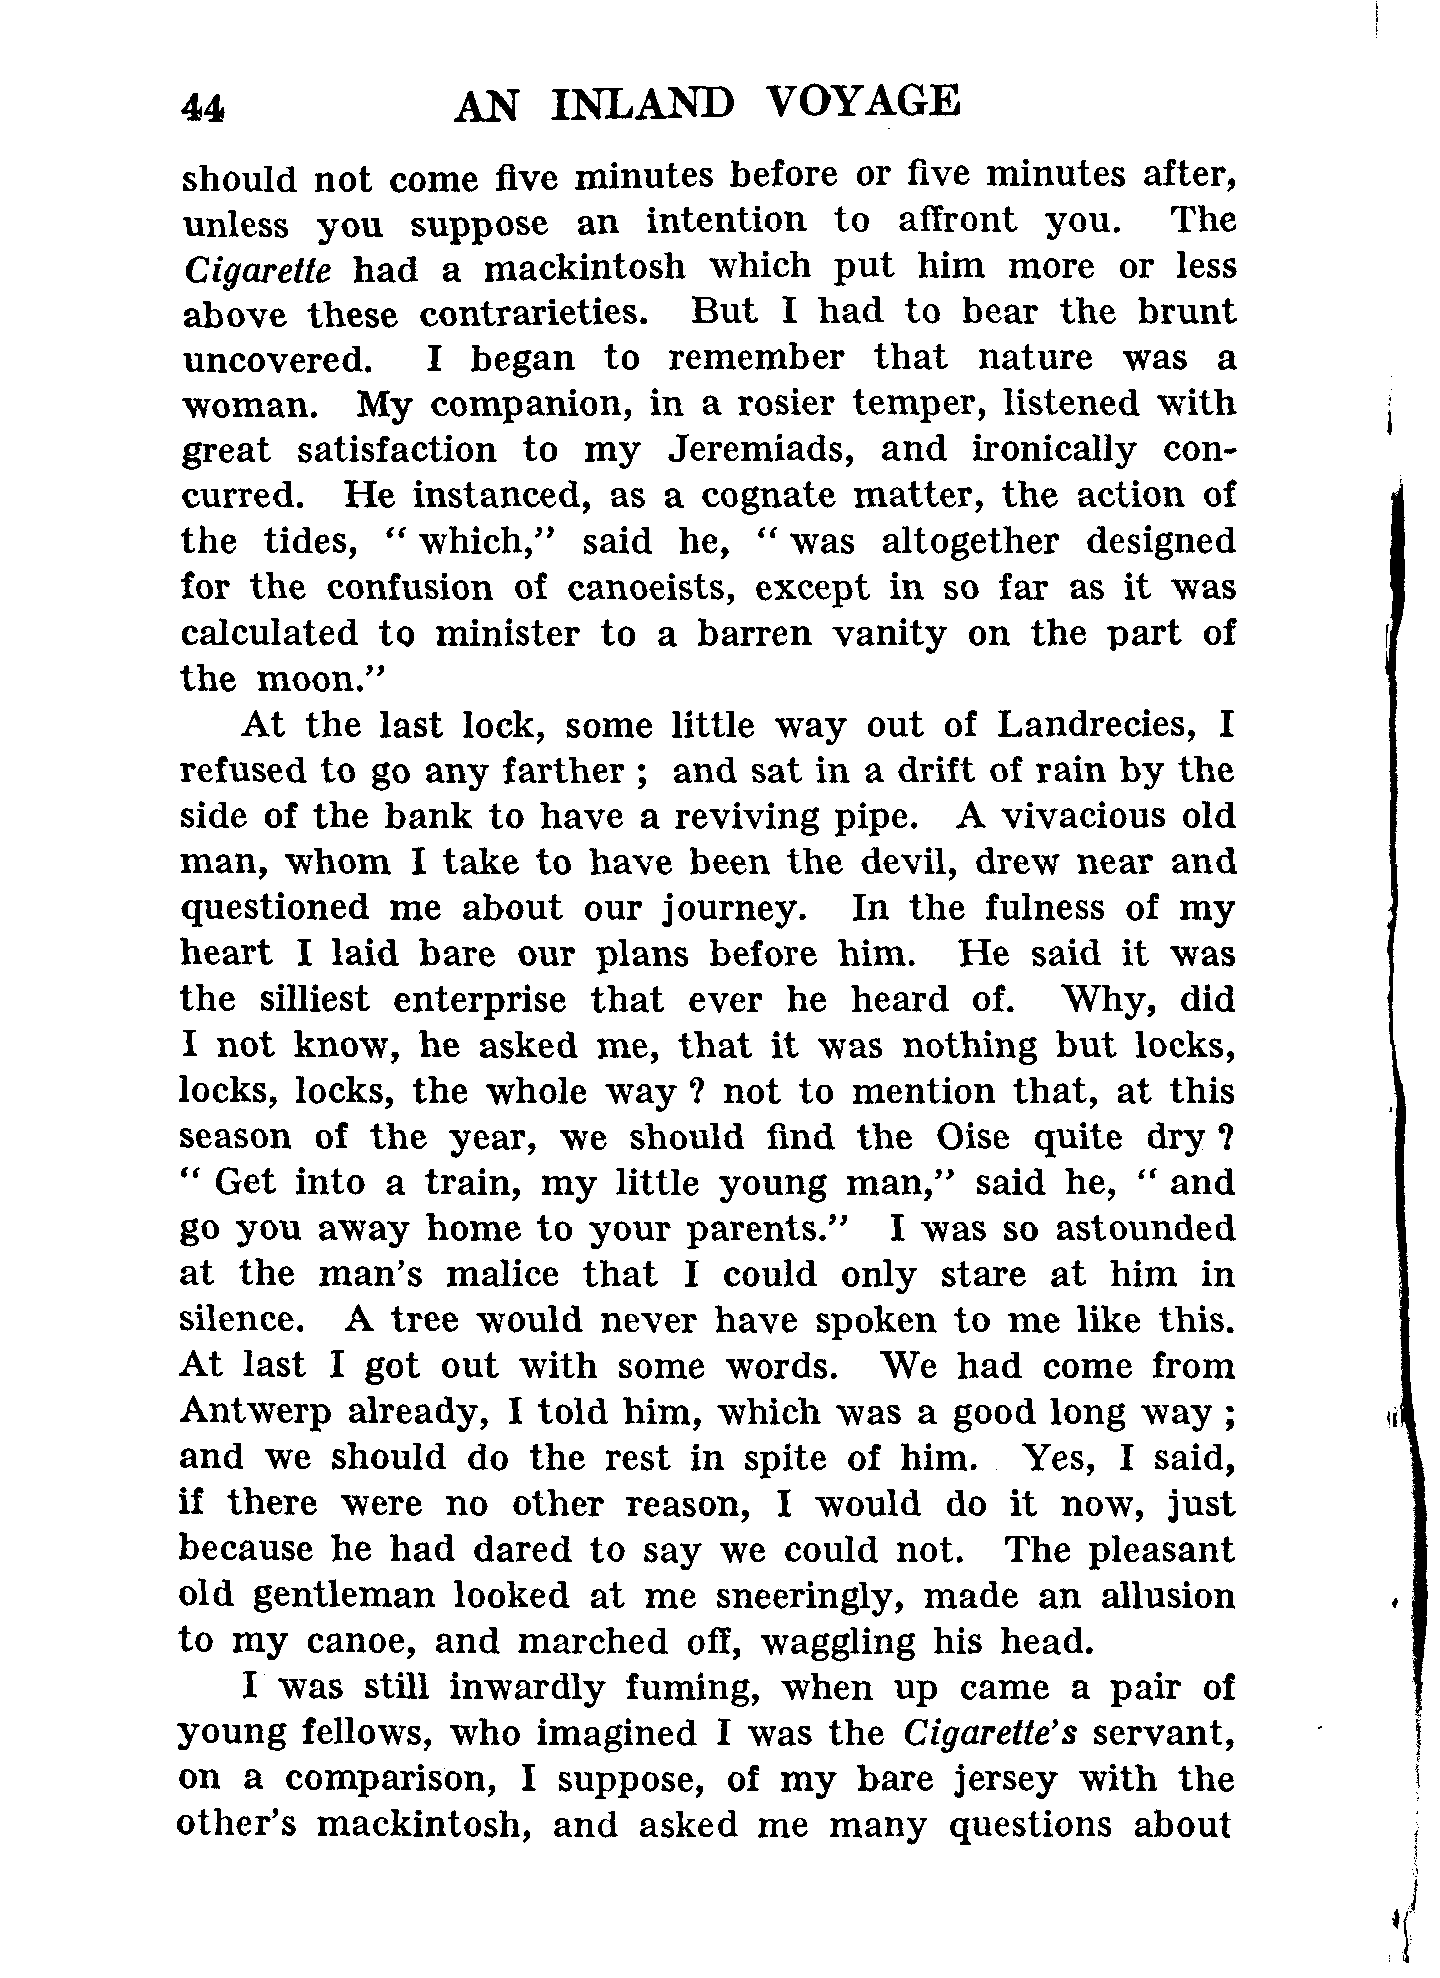 44 AN INLAND VOYAGE
should not come five minutes before or five minutes after,
unless you suppose an intention to affront you. The
Cigarette had a mackintosh which put him more or less
above these contrarieties. But I had to bear the brunt
uncovered. I began to remember that nature was a
woman. My companion, in a rosier temper, listened with
great satisfaction to my Jeremiads, and ironically con-
curred. He instanced, as a cognate matter, the action of
the tides, “ which,” said he, “ was altogether designed
for the confusion of canoeists, except in so far as it was
calculated to minister to a barren vanity on the part of
the moon.”
At the last lock, some little way out of Landrecies, I
refused to go any farther ; and sat in a drift of rain by the
side of the bank to have a reviving pipe. A vivacious old
man, whom I take to have been the devil, drew near and
questioned me about our journey. In the fulness of my
heart I laid bare our plans before him. He said it was
the silliest enterprise that ever he heard of. Why, did
I not know, he asked me, that it was nothing but locks,
locks, locks, the whole way ? not to mention that, at this
season of the year, we should find the Oise quite dry ?
“ Get into a train, my little young man,” said he, “ and
go you away home to your parents.” I was so astounded
at the man’s malice that I could only stare at him in
silence. A tree would never have spoken to me like this.
At last I got out with some words. We had come from
Antwerp already, I told him, which was a good long way ;
and we should do the rest in spite of him. Yes, I said,
if there were no other reason, I would do it now, just
because he had dared to say we could not. The pleasant
old gentleman looked at me sneeringly, made an allusion
to my canoe, and marched off, waggling his head.
I was still inwardly fuming, when up came a pair of
young fellows, who imagined I was the Cigarette’s servant,
on a comparison, I suppose, of my bare jersey with the
other’s mackintosh, and asked me many questions about